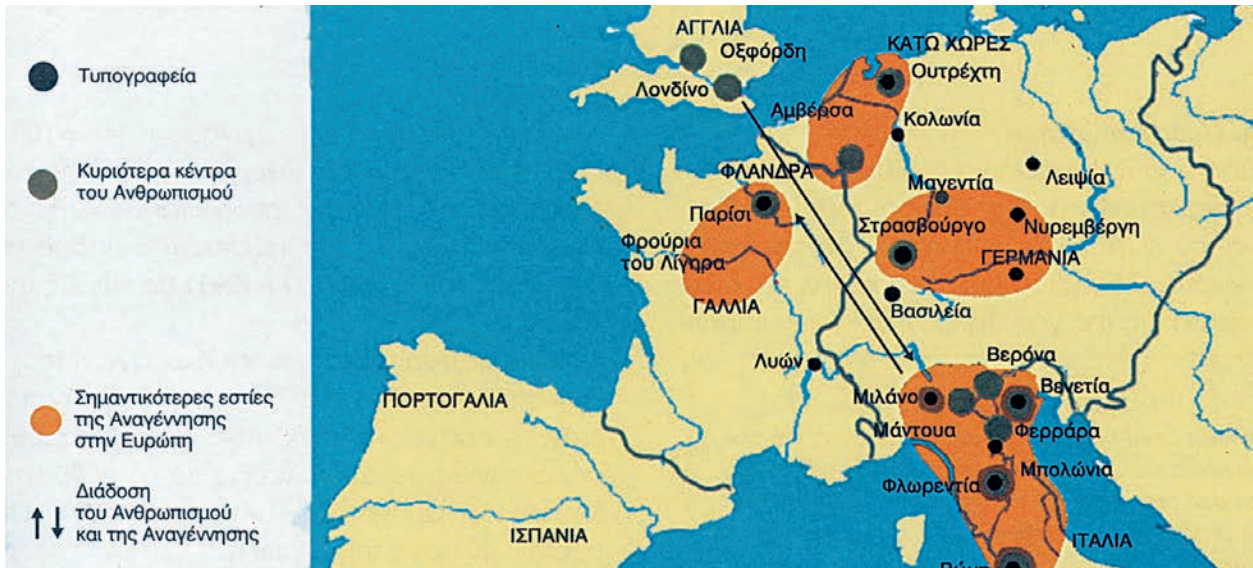 Τυπογραφεία
Κυριότερα κέντρα
του Ανθρωπισμού
Σημαντικότερες εστίες
της Αναγέννησης
στην Ευρώπη
Διάδοση
του Ανθρωπισμού
και της Αναγέννησης
ΑΓΓΛΙΑ
Οξφόρδη
Λονδίνο
ΚΑΤΩ ΧΩΡΕΣ
Ουτρέχτη
Αμβέρσα
Κολωνία
ΦΛΑΝΔΡΑ
Μαγεντία
Λειψία
Παρίσι
Στρασβούργο
Νυρεμβέργη
Φρούρια
του Λίγηρα
ΓΕΡΜΑΝΙΑ
ΓΑΛΛΙΑ
Βασιλεία
Λυών
Βερόνα
Μιλάνο
Βενετία
ΠΟΡΤΟΓΑΛΙΑ
Μάντουα
Φερράρα
Μπολώνια
Φλωρεντία
ΙΣΠΑΝΙΑ
ΙΤΑΛΙΑ